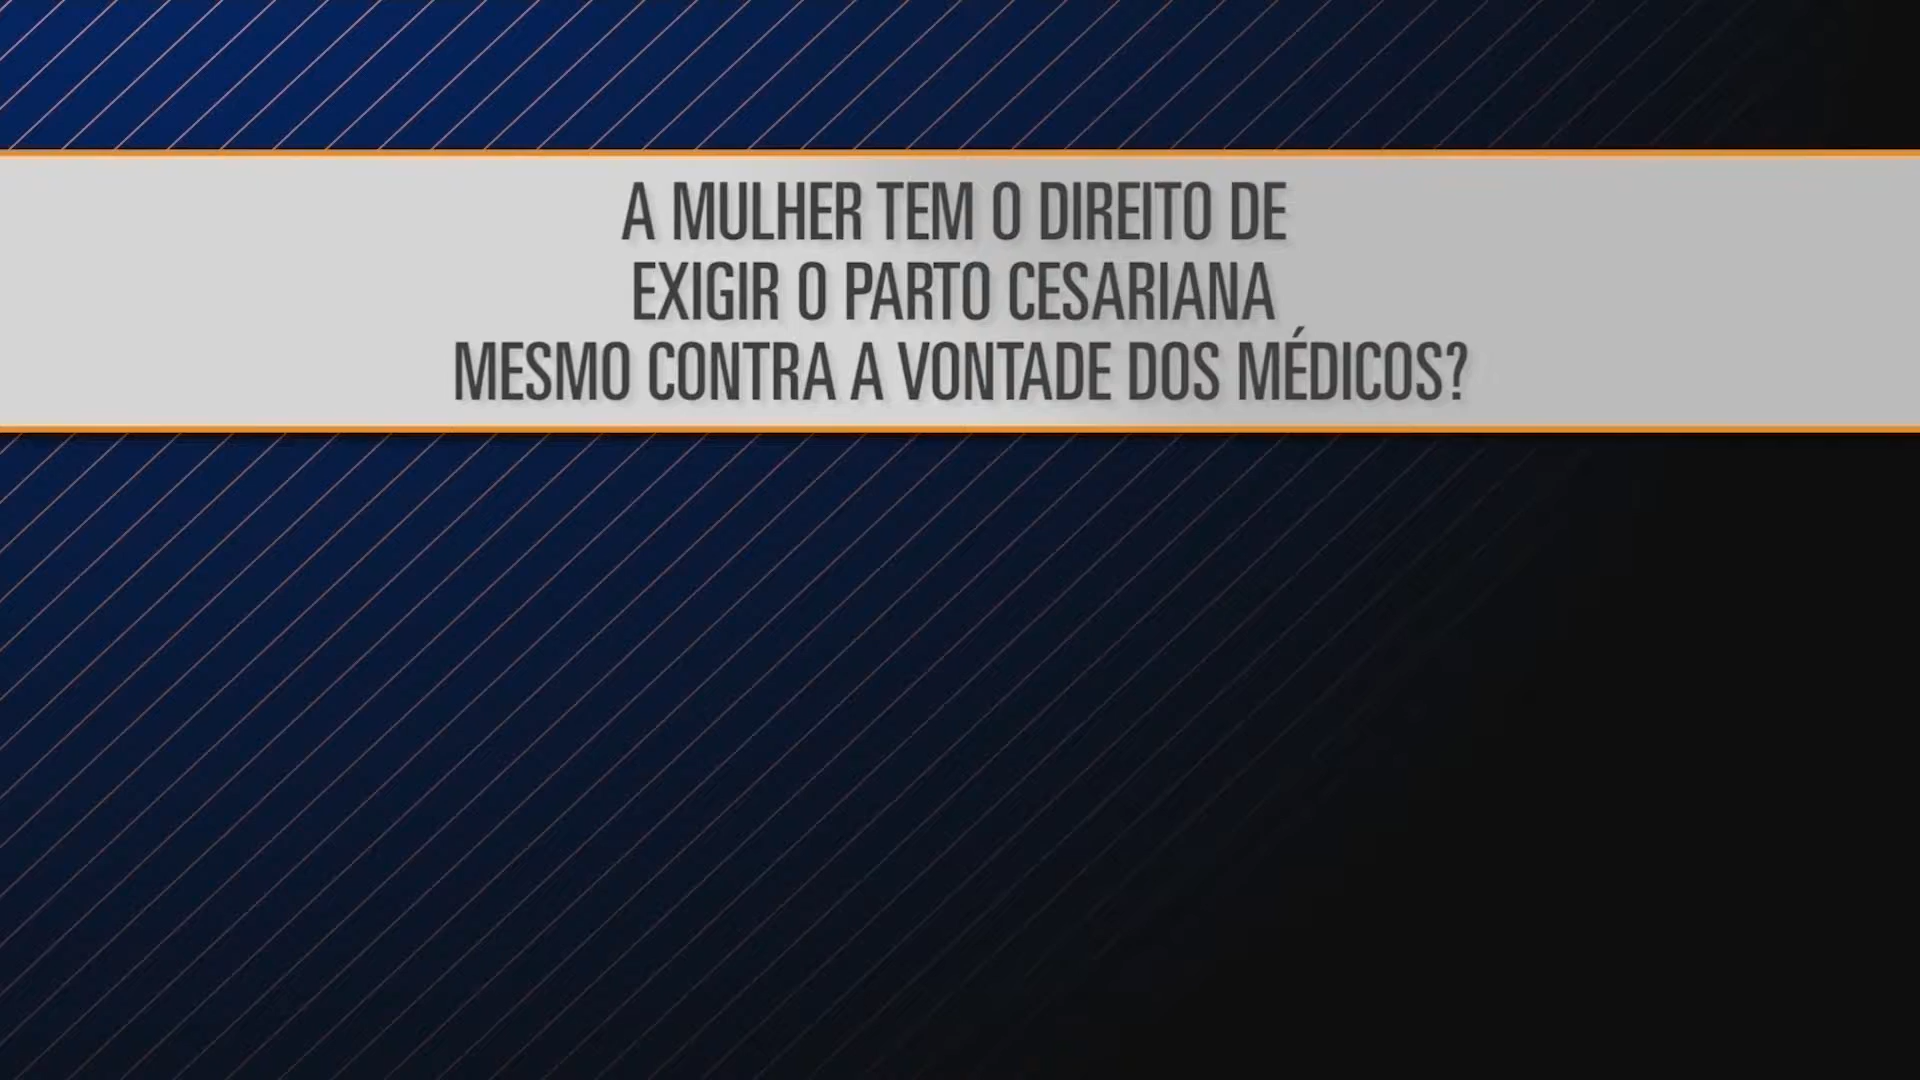 A MULHER TEM O DIREITO DE
EXIGIR O PARTO CESARIANA
MESMO CONTRA A VONTADE DOS MÉDICOS?